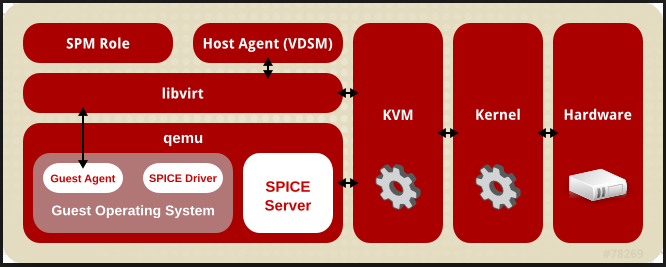 SPM Role
Host Agent (VDSM)
libvirt
qemu
Guest Agent
SPICE Driver
Guest Operating System
SPICE
Server
KVM
Kernel
Hardware
#78269